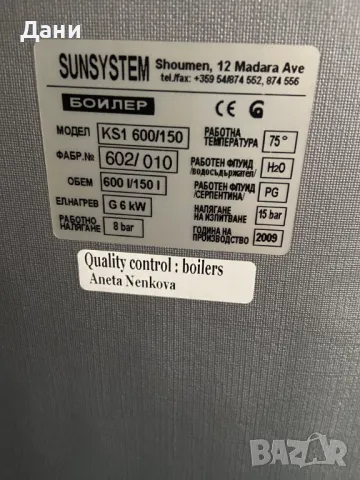 Дани
SUNSYSTEM Shoumen, 12 Madara Ave
tel./fax: +359 54/874 552, 874 556
БОЙЛЕР CE G
МОДЕЛ KS1 600/150
ФАБР.№ 602/ 010
ОБЕМ 600 l/150 l
ЕЛ.НАГРЕВ G 6 kW
РАБОТНО НАЛЯГАНЕ 8 bar
РАБОТНА ТЕМПЕРАТУРА 75°
РАБОТЕН ФЛУИД /водосъдържател/ H2O
РАБОТЕН ФЛУИД /СЕРПЕНТИНА/ PG
НАЛЯГАНЕ НА ИЗПИТВАНЕ 15 bar
ГОДИНА НА ПРОИЗВОДСТВО 2009
Quality control : boilers
Aneta Nenkova
BAZAR